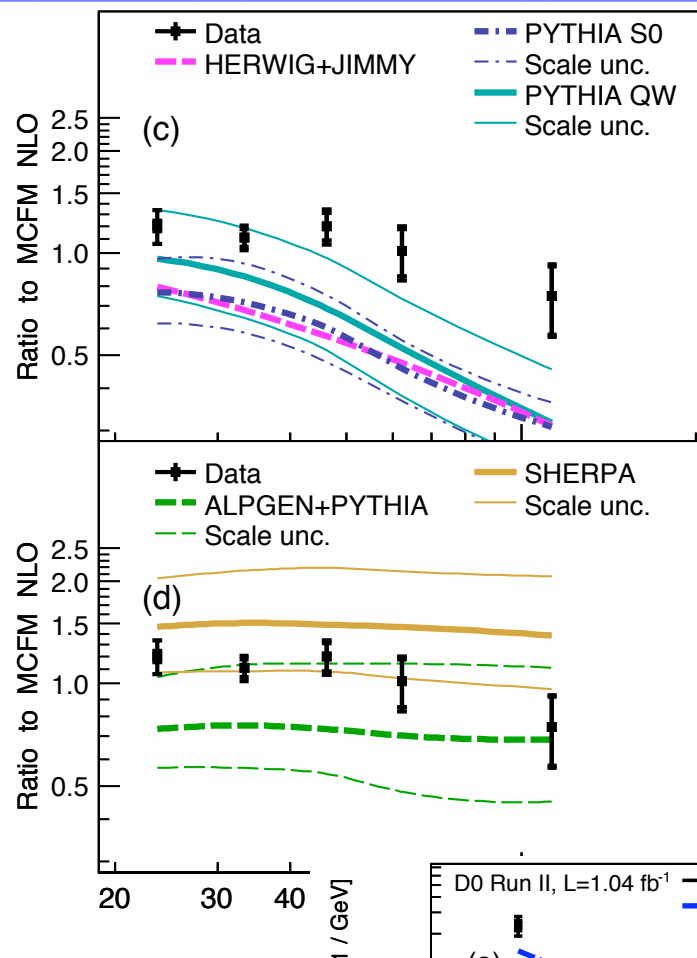 Data
HERWIG+JIMMY
PYTHIA S0
Scale unc.
PYTHIA QW
Scale unc.
(c)
2.5
2.0
1.5
1.0
0.5
Ratio to MCFM NLO
Data
ALPGEN+PYTHIA
Scale unc.
SHERPA
Scale unc.
(d)
2.5
2.0
1.5
1.0
0.5
Ratio to MCFM NLO
20 30 40
1 / GeV]
D0 Run II, L=1.04 fb⁻¹